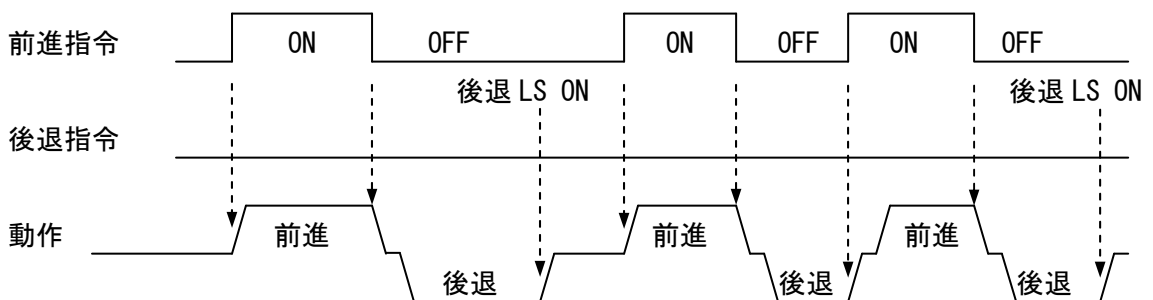 前進指令 ON OFF ON OFF ON OFF
後退 LS ON 後退 LS ON
後退指令
動作 前進 前進 前進
後退 後退 後退